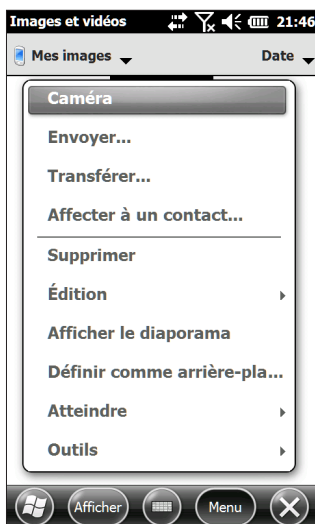 Images et vidéos 21:46
Mes images Date
Caméra
Envoyer...
Transférer...
Affecter à un contact...
Supprimer
Édition
Afficher le diaporama
Définir comme arrière-pla...
Atteindre
Outils
Afficher Menu